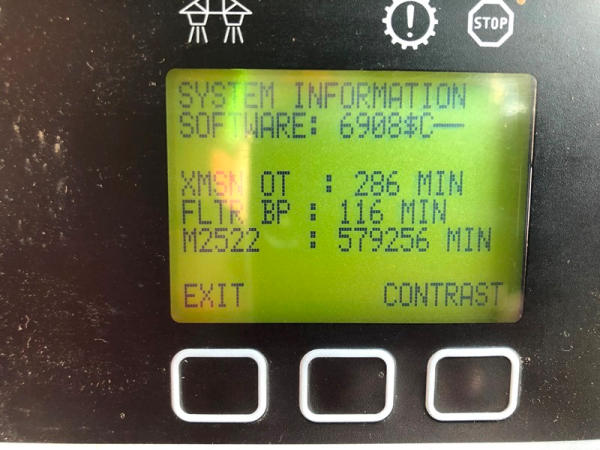 STOP
SYSTEM INFORMATION
SOFTWARE: 6908$C—
XMSN OT : 286 MIN
FLTR BP : 116 MIN
M2522 : 579256 MIN
EXIT CONTRAST